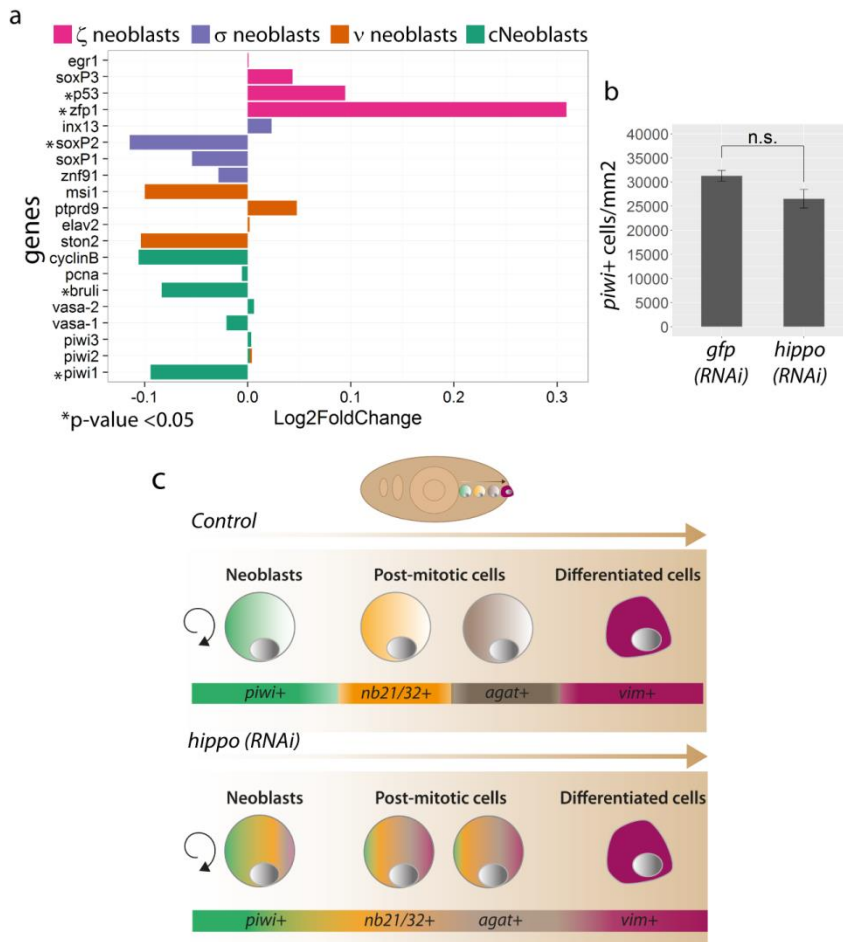 a
ζ neoblasts σ neoblasts ν neoblasts cNeoblasts
genes
egr1
soxP3
*p53
*zfp1
inx13
*soxP2
soxP1
znf91
msi1
ptprd9
elav2
ston2
cyclinB
pcna
*bruli
vasa-2
vasa-1
piwi3
piwi2
*piwi1
-0.1 0.0 0.1 0.2 0.3
*p-value <0.05 Log2FoldChange
b
n.s.
piwi+ cells/mm2
40000
35000
30000
25000
20000
15000
10000
5000
0
gfp hippo
(RNAi) (RNAi)
c
Control
Neoblasts Post-mitotic cells Differentiated cells
piwi+ nb21/32+ agat+ vim+
hippo (RNAi)
Neoblasts Post-mitotic cells Differentiated cells
piwi+ nb21/32+ agat+ vim+